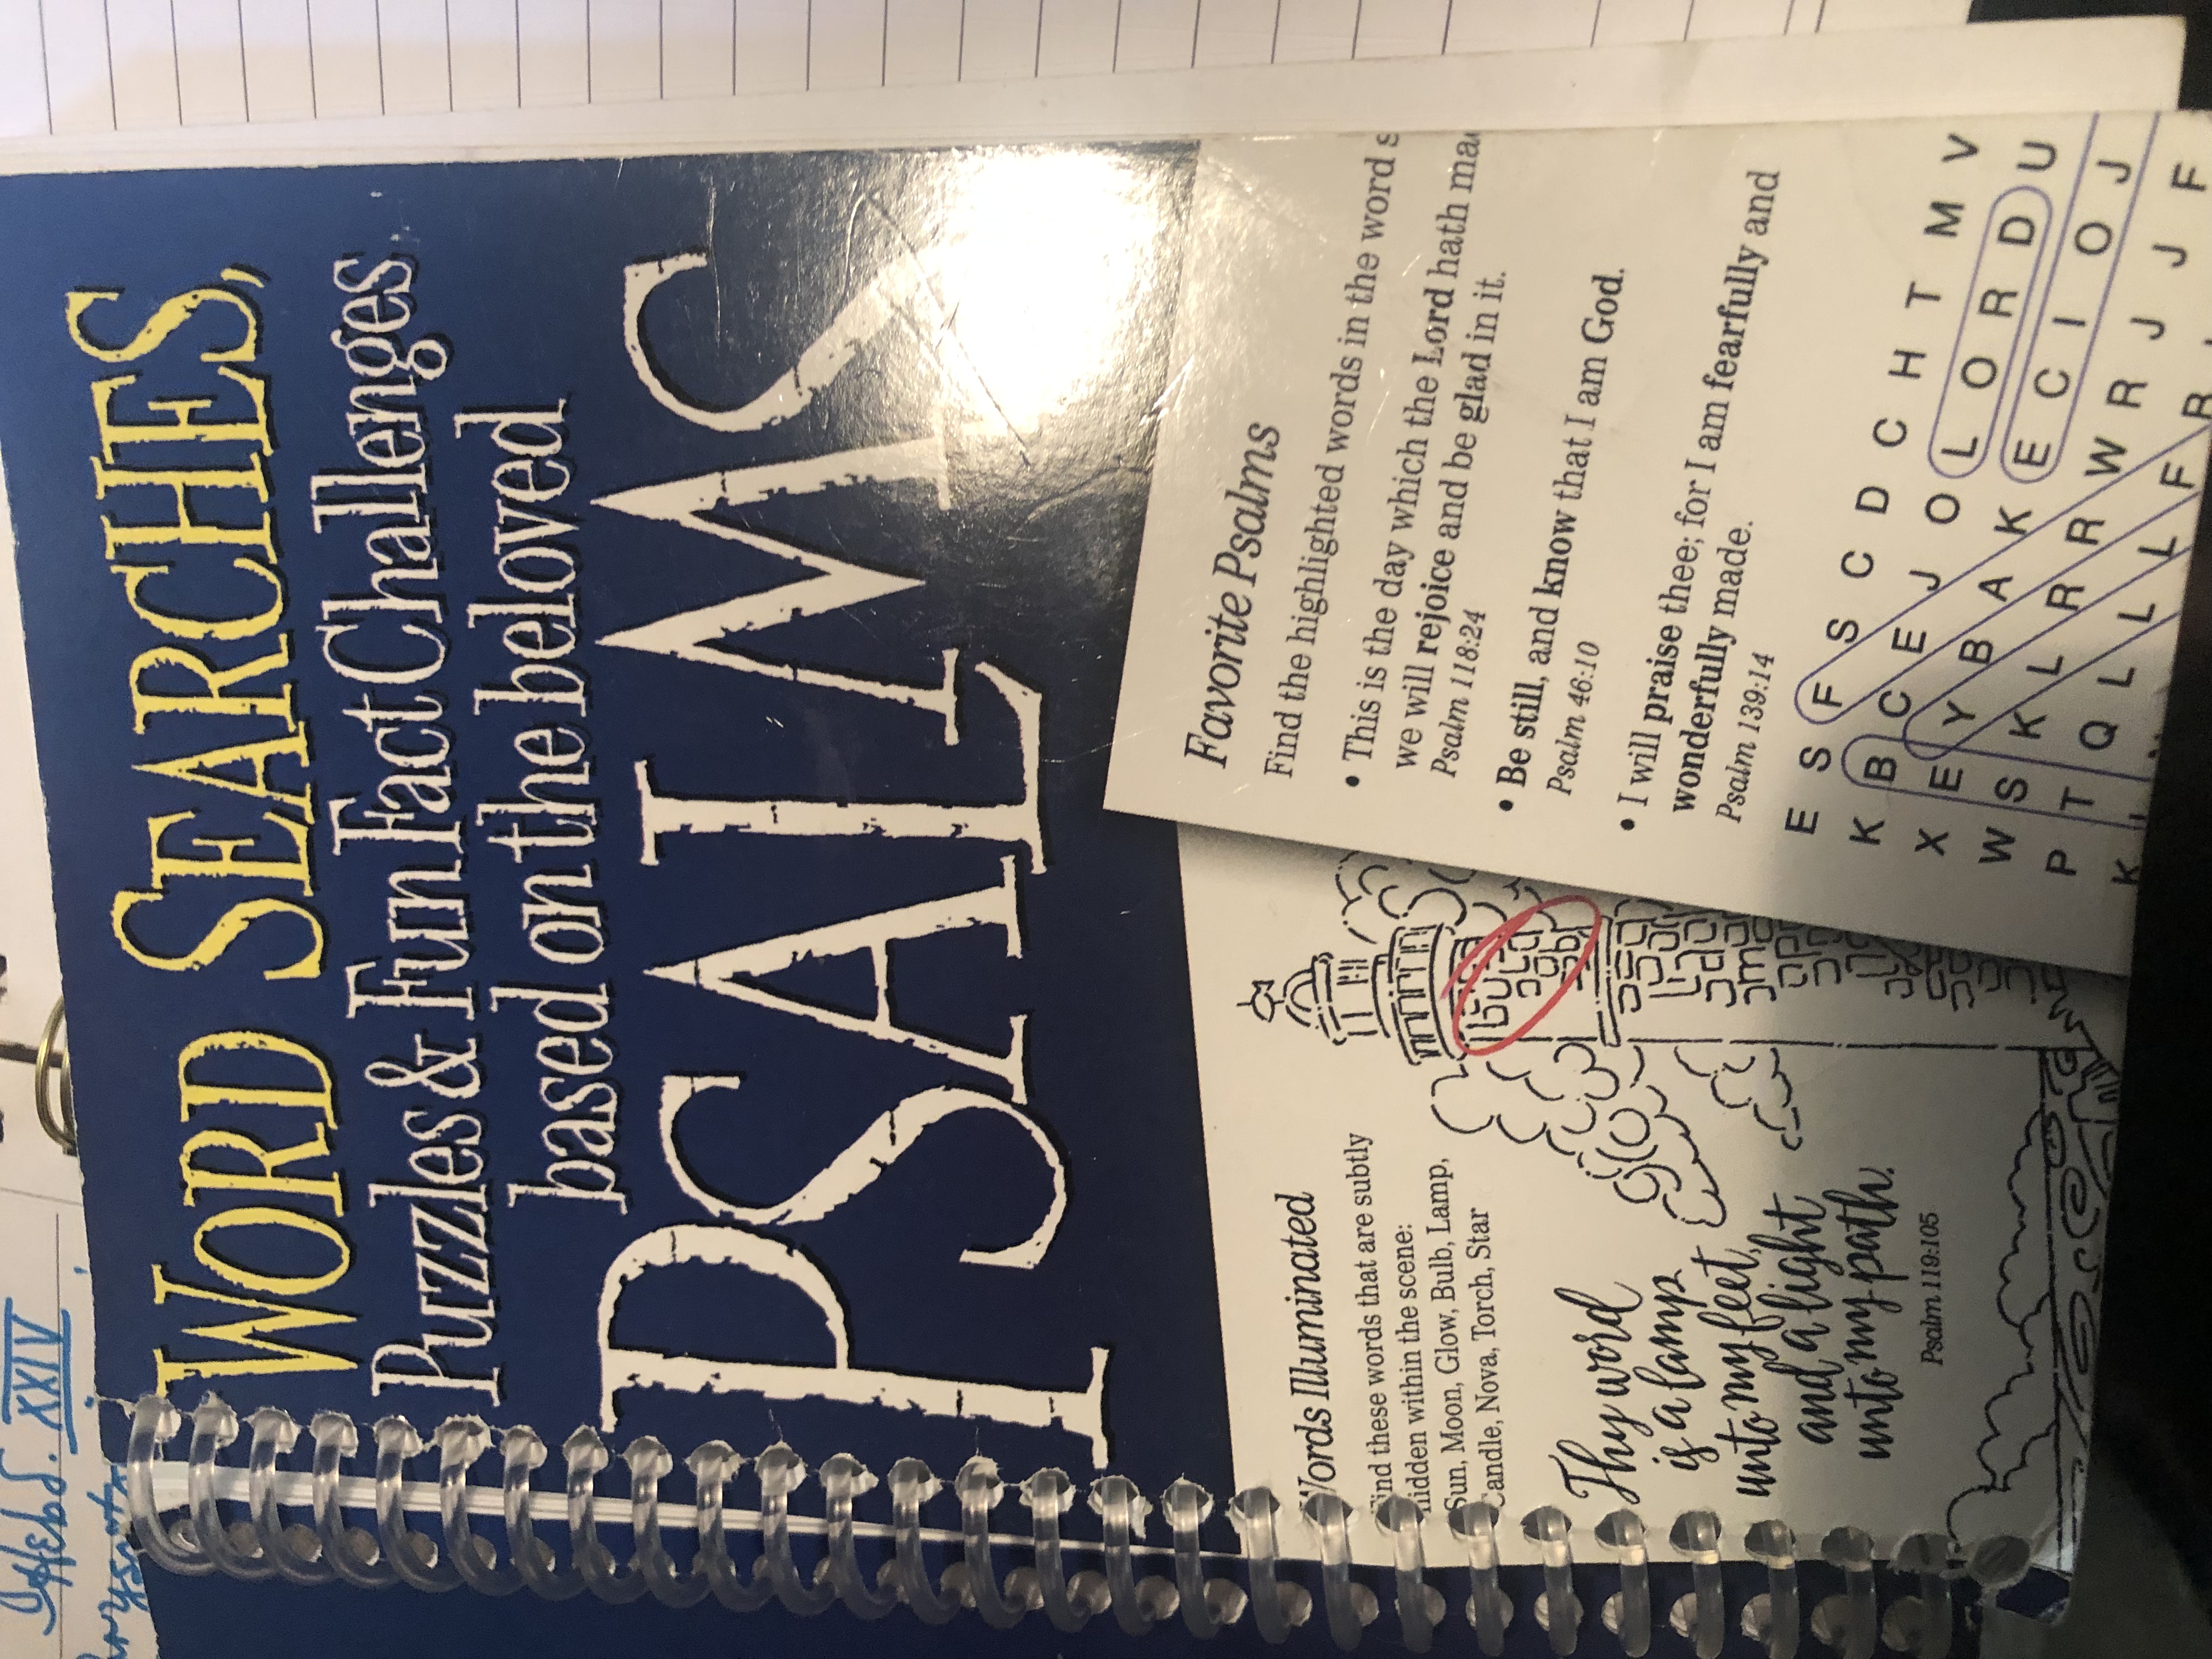 WORD SEARCHES,
Puzzles & Fun Fact Challenges
based on the beloved
PSALMS
Favorite Psalms
Find the highlighted words in the word s
• This is the day which the Lord hath ma
we will rejoice and be glad in it.
Psalm 118:24
• Be still, and know that I am God.
Psalm 46:10
• I will praise thee; for I am fearfully and
wonderfully made.
Psalm 139:14
E S F S C D C H T M V
K B C E J O L O R D U
X E Y B A K E C I O J
W S K L R R W R J J F
P T Q L L L F R
K
Words Illuminated
Find these words that are subtly
hidden within the scene:
Sun, Moon, Glow, Bulb, Lamp,
Candle, Nova, Torch, Star
Thy word
is a lamp
unto my feet,
and a light
unto my path.
Psalm 119:105
XXIV